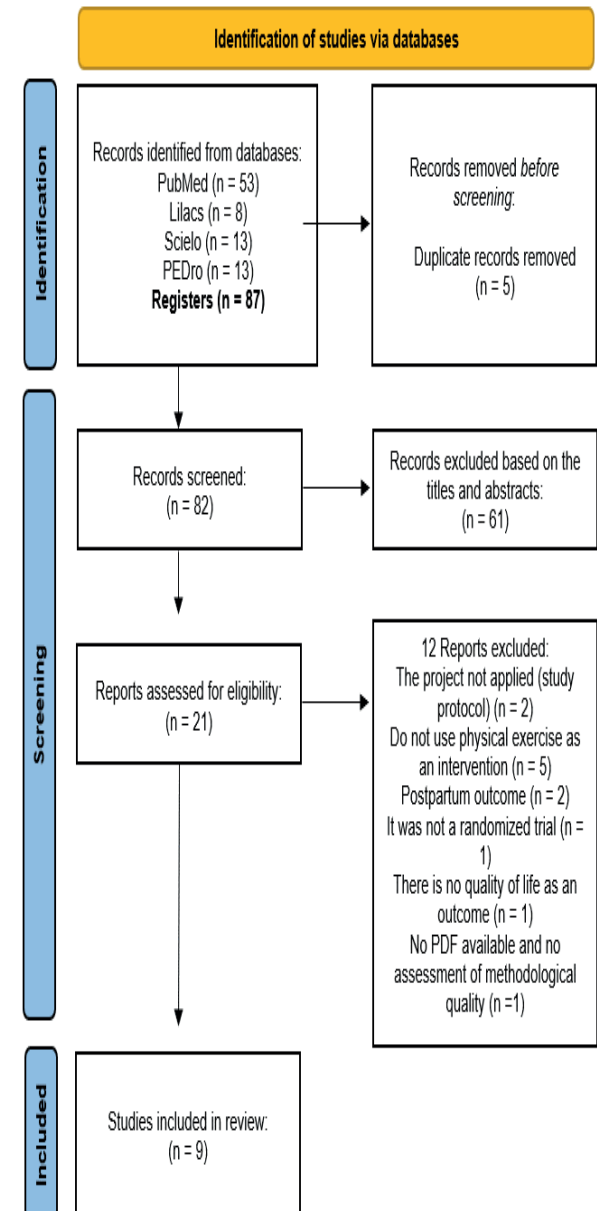 Identification of studies via databases
Identification
Records identified from databases:
PubMed (n = 53)
Lilacs (n = 8)
Scielo (n = 13)
PEDro (n = 13)
Registers (n = 87)
Records removed before
screening:
Duplicate records removed
(n = 5)
Screening
Records screened:
(n = 82)
Records excluded based on the
titles and abstracts:
(n = 61)
Reports assessed for eligibility:
(n = 21)
12 Reports excluded:
The project not applied (study
protocol) (n = 2)
Do not use physical exercise as
an intervention (n = 5)
Postpartum outcome (n = 2)
It was not a randomized trial (n =
1)
There is no quality of life as an
outcome (n = 1)
No PDF available and no
assessment of methodological
quality (n =1)
Included
Studies included in review:
(n = 9)